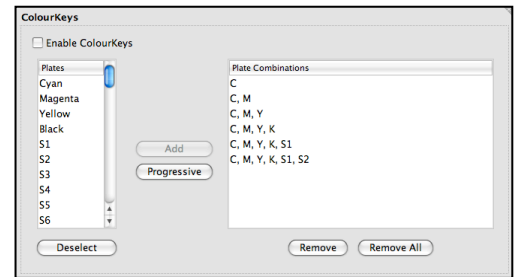 ColourKeys
Enable ColourKeys
Plates
Cyan
Magenta
Yellow
Black
S1
S2
S3
S4
S5
S6
Deselect
Add
Progressive
Plate Combinations
C
C, M
C, M, Y
C, M, Y, K
C, M, Y, K, S1
C, M, Y, K, S1, S2
Remove
Remove All